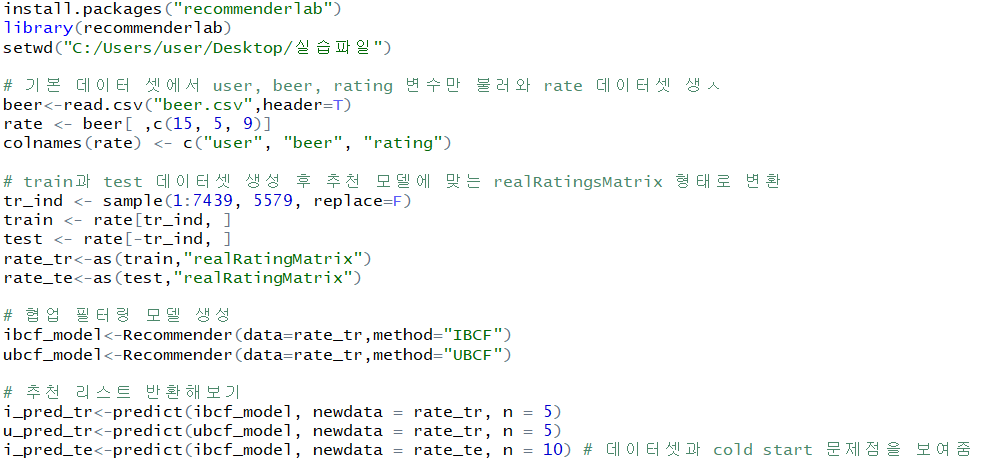 install.packages("recommenderlab")
library(recommenderlab)
setwd("C:/Users/user/Desktop/실습파일")
# 기본 데이터 셋에서 user, beer, rating 변수만 불러와 rate 데이터셋 생ㅅ
beer<-read.csv("beer.csv",header=T)
rate <- beer[ ,c(15, 5, 9)]
colnames(rate) <- c("user", "beer", "rating")
# train과 test 데이터셋 생성 후 추천 모델에 맞는 realRatingsMatrix 형태로 변환
tr_ind <- sample(1:7439, 5579, replace=F)
train <- rate[tr_ind, ]
test <- rate[-tr_ind, ]
rate_tr<-as(train,"realRatingMatrix")
rate_te<-as(test,"realRatingMatrix")
# 협업 필터링 모델 생성
ibcf_model<-Recommender(data=rate_tr,method="IBCF")
ubcf_model<-Recommender(data=rate_tr,method="UBCF")
# 추천 리스트 반환해보기
i_pred_tr<-predict(ibcf_model, newdata = rate_tr, n = 5)
u_pred_tr<-predict(ubcf_model, newdata = rate_tr, n = 5)
i_pred_te<-predict(ibcf_model, newdata = rate_te, n = 10) # 데이터셋과 cold start 문제점을 보여줌